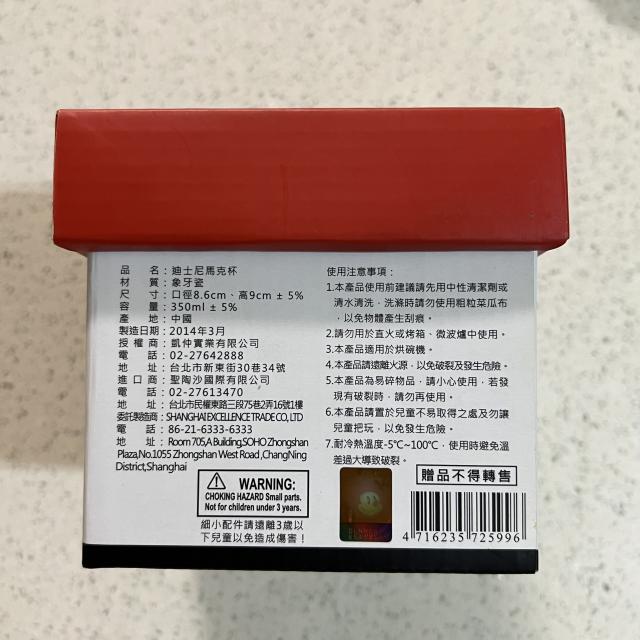 品　名：迪士尼馬克杯
材　質：象牙瓷
尺　寸：口徑8.6cm、高9cm ± 5%
容　量：350ml ± 5%
產　地：中國
製造日期：2014年3月
授 權 商：凱仲實業有限公司
電　話：02-27642888
地　址：台北市新東街30巷34號
進 口 商：聖陶沙國際有限公司
電　話：02-27613470
地　址：台北市民權東路三段75巷2弄16號1樓
委託製造商：SHANGHAI EXCELLENCE TRADE CO., LTD
電　話：86-21-6333-6333
地　址：Room 705,A Building,SOHO Zhongshan
Plaza,No.1055 Zhongshan West Road ,ChangNing
District,Shanghai
WARNING:
CHOKING HAZARD Small parts.
Not for children under 3 years.
細小配件請遠離3歲以
下兒童以免造成傷害！
使用注意事項：
1.本產品使用前建議請先用中性清潔劑或
清水清洗，洗滌時請勿使用粗粒菜瓜布
，以免物體產生刮痕。
2.請勿用於直火或烤箱、微波爐中使用。
3.本產品適用於烘碗機。
4.本產品請遠離火源，以免破裂及發生危險。
5.本產品為易碎物品，請小心使用，若發
現有破裂時，請勿再使用。
6.本產品請置於兒童不易取得之處及勿讓
兒童把玩，以免發生危險。
7.耐冷熱溫度-5℃~100℃，使用時避免溫
差過大導致破裂。
贈品不得轉售
4 716235 725996